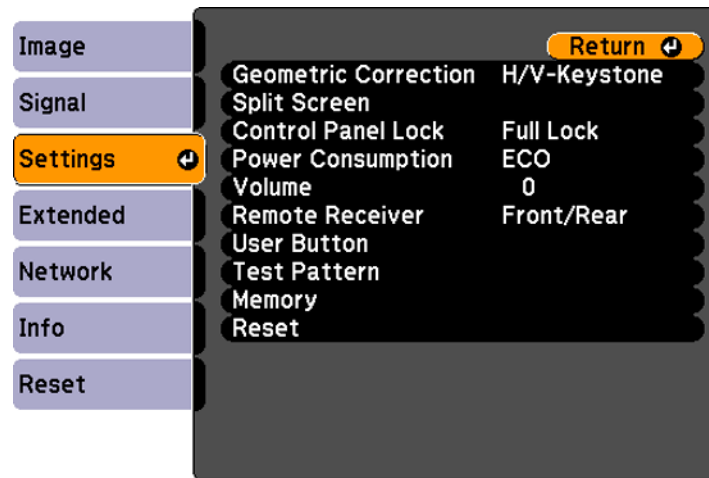 Image
Signal
Settings
Extended
Network
Info
Reset
Return
Geometric Correction H/V-Keystone
Split Screen
Control Panel Lock Full Lock
Power Consumption ECO
Volume 0
Remote Receiver Front/Rear
User Button
Test Pattern
Memory
Reset